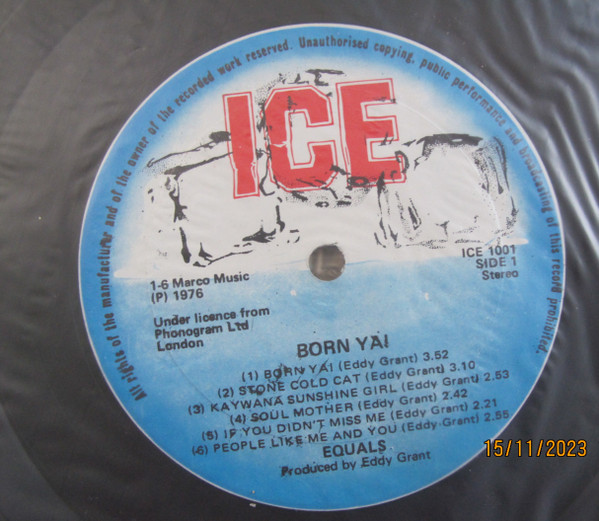 All rights of the manufacturer and of the owner of the recorded work reserved. Unauthorised copying, public performance and broadcasting of this record prohibited.
ICE
1-6 Marco Music
(P) 1976
ICE 1001
SIDE 1
Stereo
Under licence from
Phonogram Ltd
London
BORN YA!
(1) BORN YA! (Eddy Grant) 3.52
(2) STONE COLD CAT (Eddy Grant) 3.10
(3) KAYWANA SUNSHINE GIRL (Eddy Grant) 2.53
(4) SOUL MOTHER (Eddy Grant) 2.42
(5) IF YOU DIDN'T MISS ME (Eddy Grant) 2.21
(6) PEOPLE LIKE ME AND YOU (Eddy Grant) 2.55
EQUALS
Produced by Eddy Grant
15/11/2023